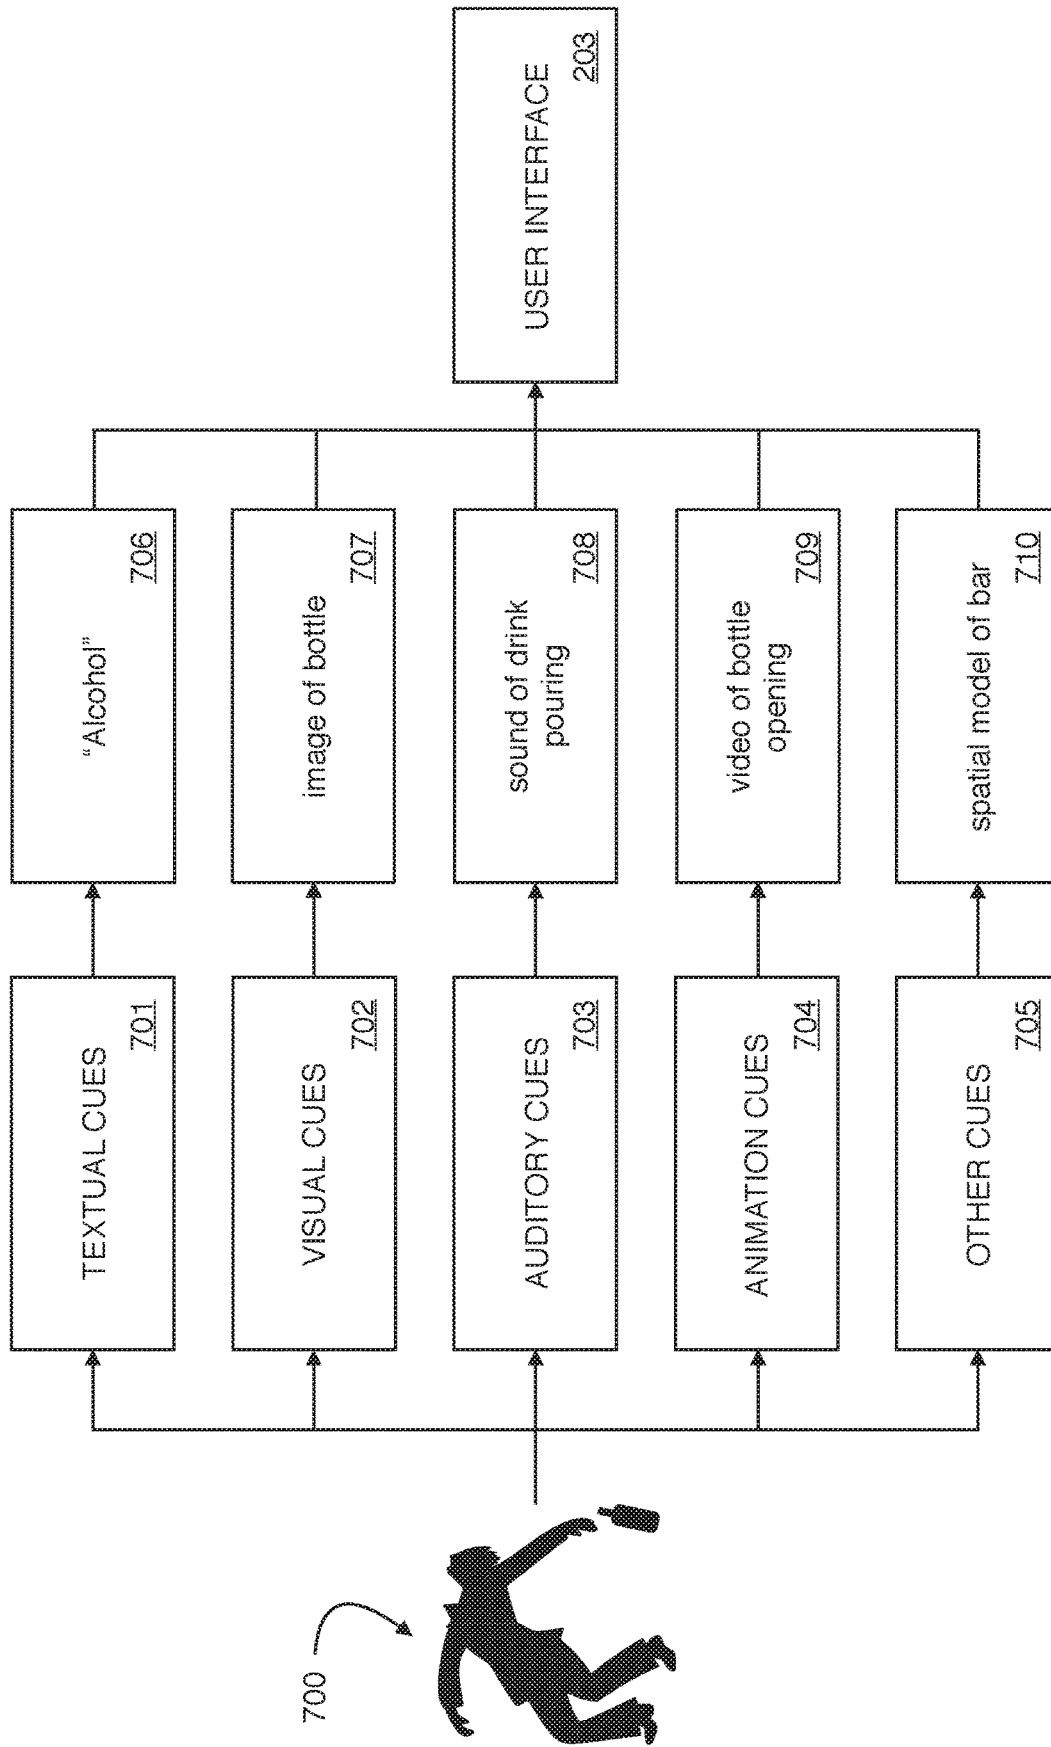 700
TEXTUAL CUES
701
VISUAL CUES
702
AUDITORY CUES
703
ANIMATION CUES
704
OTHER CUES
705
“Alcohol”
706
image of bottle
707
sound of drink
pouring
708
video of bottle
opening
709
spatial model of bar
710
USER INTERFACE
203